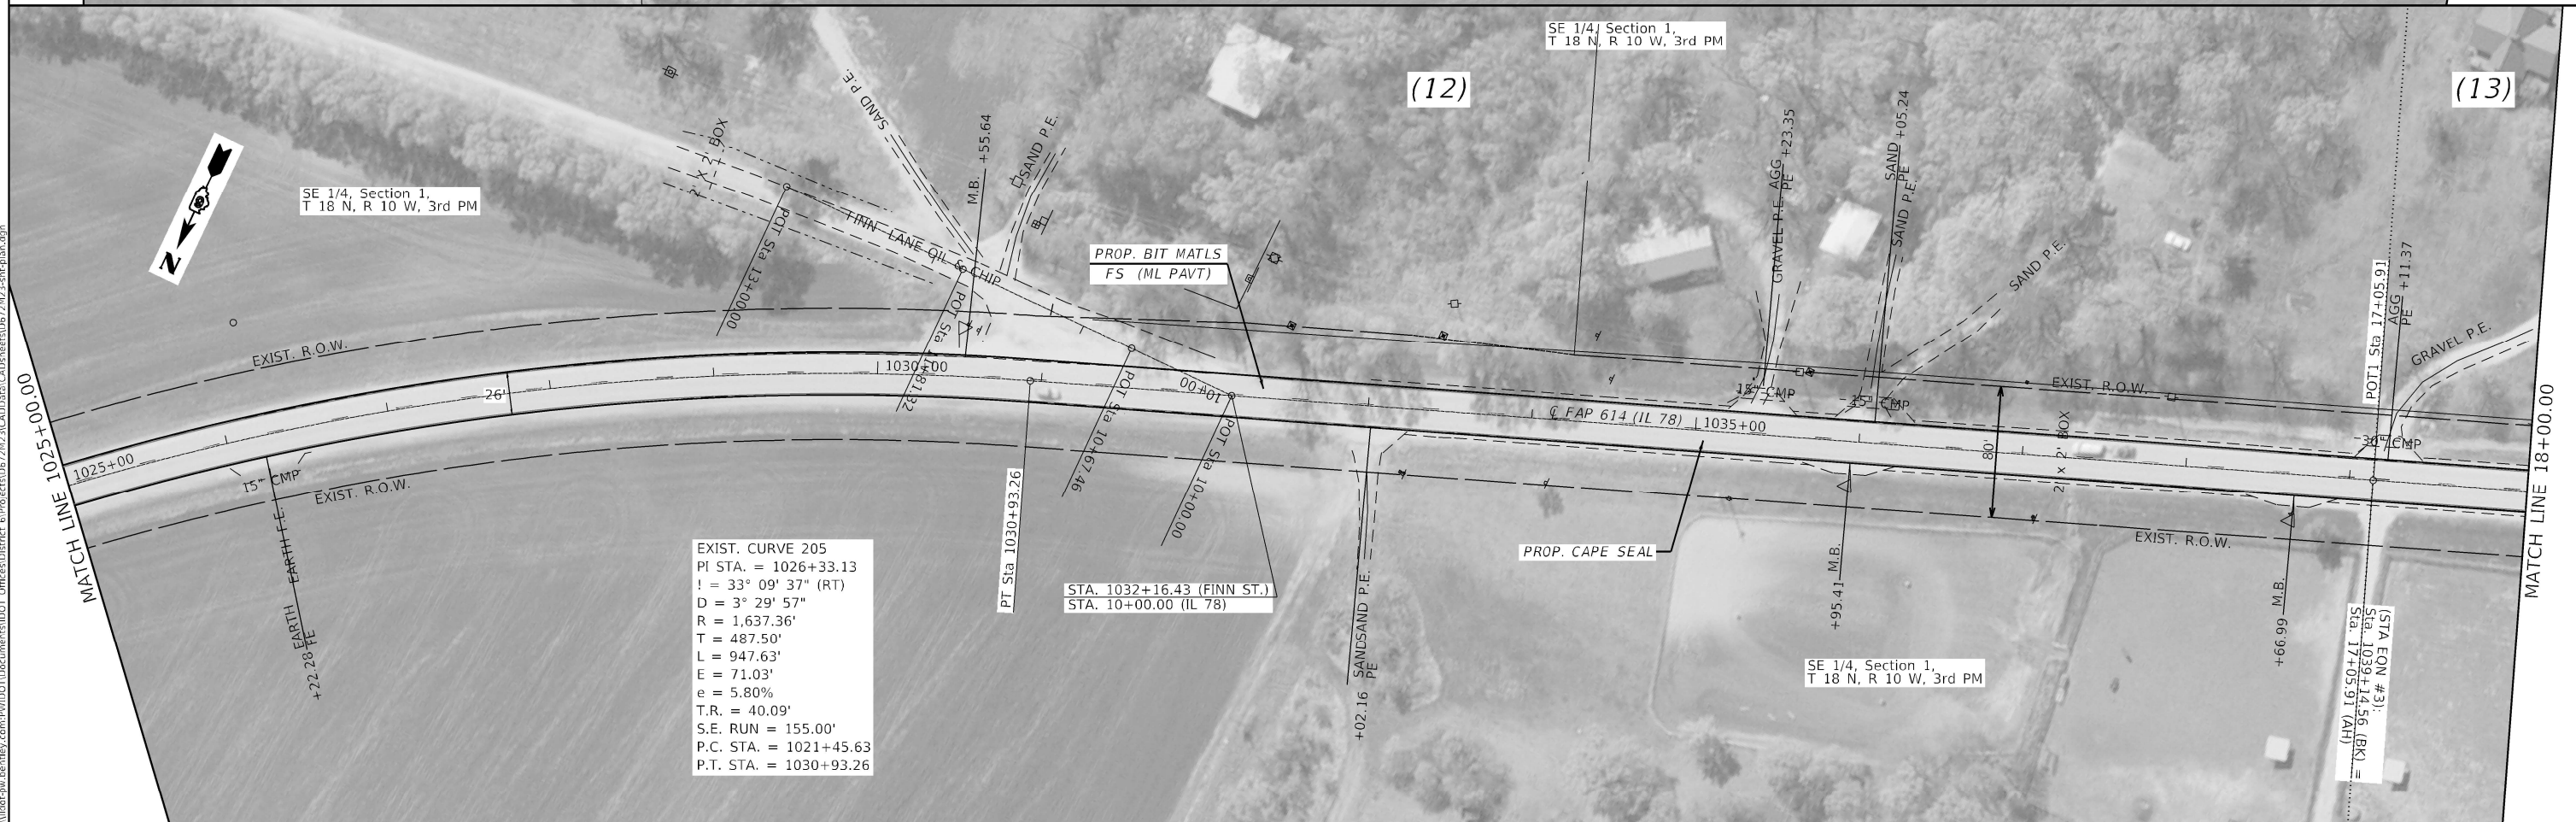 SE 1/4, Section 1,
T 18 N, R 10 W, 3rd PM
(12)
(13)
SE 1/4, Section 1,
T 18 N, R 10 W, 3rd PM
N
2' x 2' BOX
SAND P.E.
M.B. +55.64
SAND P.E.
FINN LANE OIL & CHIP
POT Sta 13+00.00
POT Sta 11+81.32
POT Sta 10+67.46
POT Sta 10+00.00
10+00
PROP. BIT MATLS
FS (ML PAVT)
GRAVEL P.E.
AGG
PE +23.35
SAND +05.24
PE
SAND P.E.
SAND P.E.
POT1 Sta 17+05.91
AGG +11.37
PE
GRAVEL P.E.
EXIST. R.O.W.
EXIST. R.O.W.
MATCH LINE 1025+00.00
1025+00
26'
1030+00
℄ FAP 614 (IL 78)
1035+00
15" CMP
15" CMP
15" CMP
30" CMP
80'
2' x 2' BOX
EXIST. R.O.W.
EXIST. R.O.W.
MATCH LINE 18+00.00
EARTH F.E.
EARTH
+22.28 FE
PT Sta 1030+93.26
EXIST. CURVE 205
PI STA. = 1026+33.13
! = 33° 09' 37" (RT)
D = 3° 29' 57"
R = 1,637.36'
T = 487.50'
L = 947.63'
E = 71.03'
e = 5.80%
T.R. = 40.09'
S.E. RUN = 155.00'
P.C. STA. = 1021+45.63
P.T. STA. = 1030+93.26
STA. 1032+16.43 (FINN ST.)
STA. 10+00.00 (IL 78)
SAND P.E.
SAND
+02.16 PE
PROP. CAPE SEAL
+95.41 M.B.
SE 1/4, Section 1,
T 18 N, R 10 W, 3rd PM
+66.99 M.B.
(STA EQN #3):
Sta. 1039+14.56 (BK) =
Sta. 17+05.91 (AH)